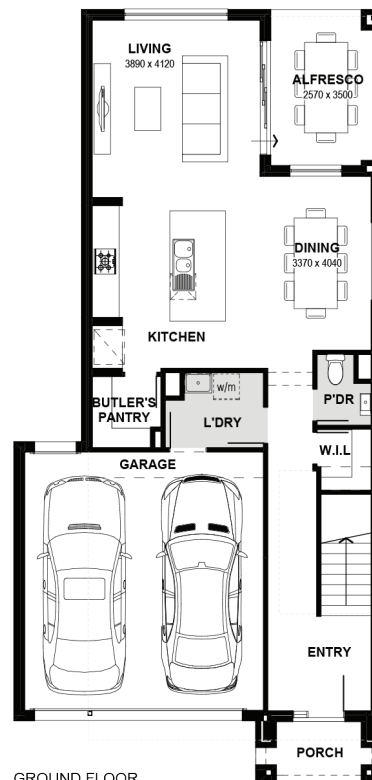 LIVING
3890 x 4120
ALFRESCO
2570 x 3500
DINING
3370 x 4040
KITCHEN
BUTLER'S
PANTRY
w/m
L'DRY
P'DR
W.I.L
GARAGE
ENTRY
PORCH
GROUND FLOOR